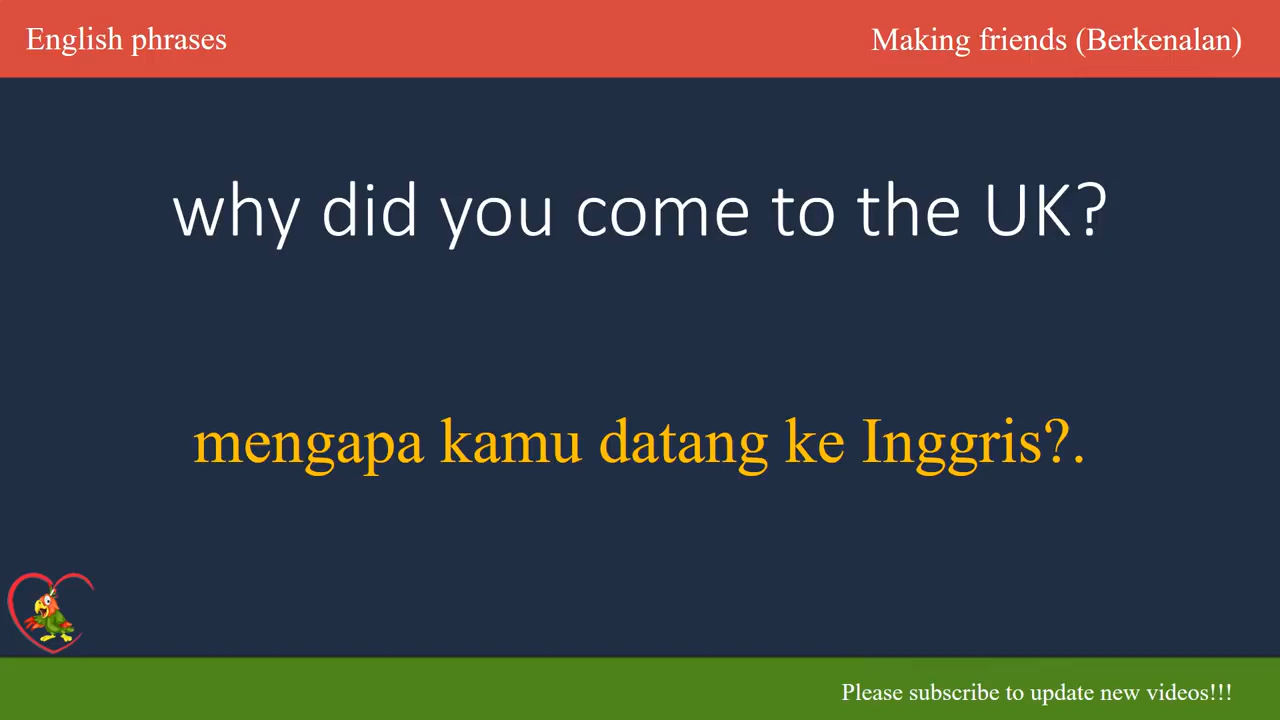 English phrases
Making friends (Berkenalan)
why did you come to the UK?
mengapa kamu datang ke Inggris?.
Please subscribe to update new videos!!!